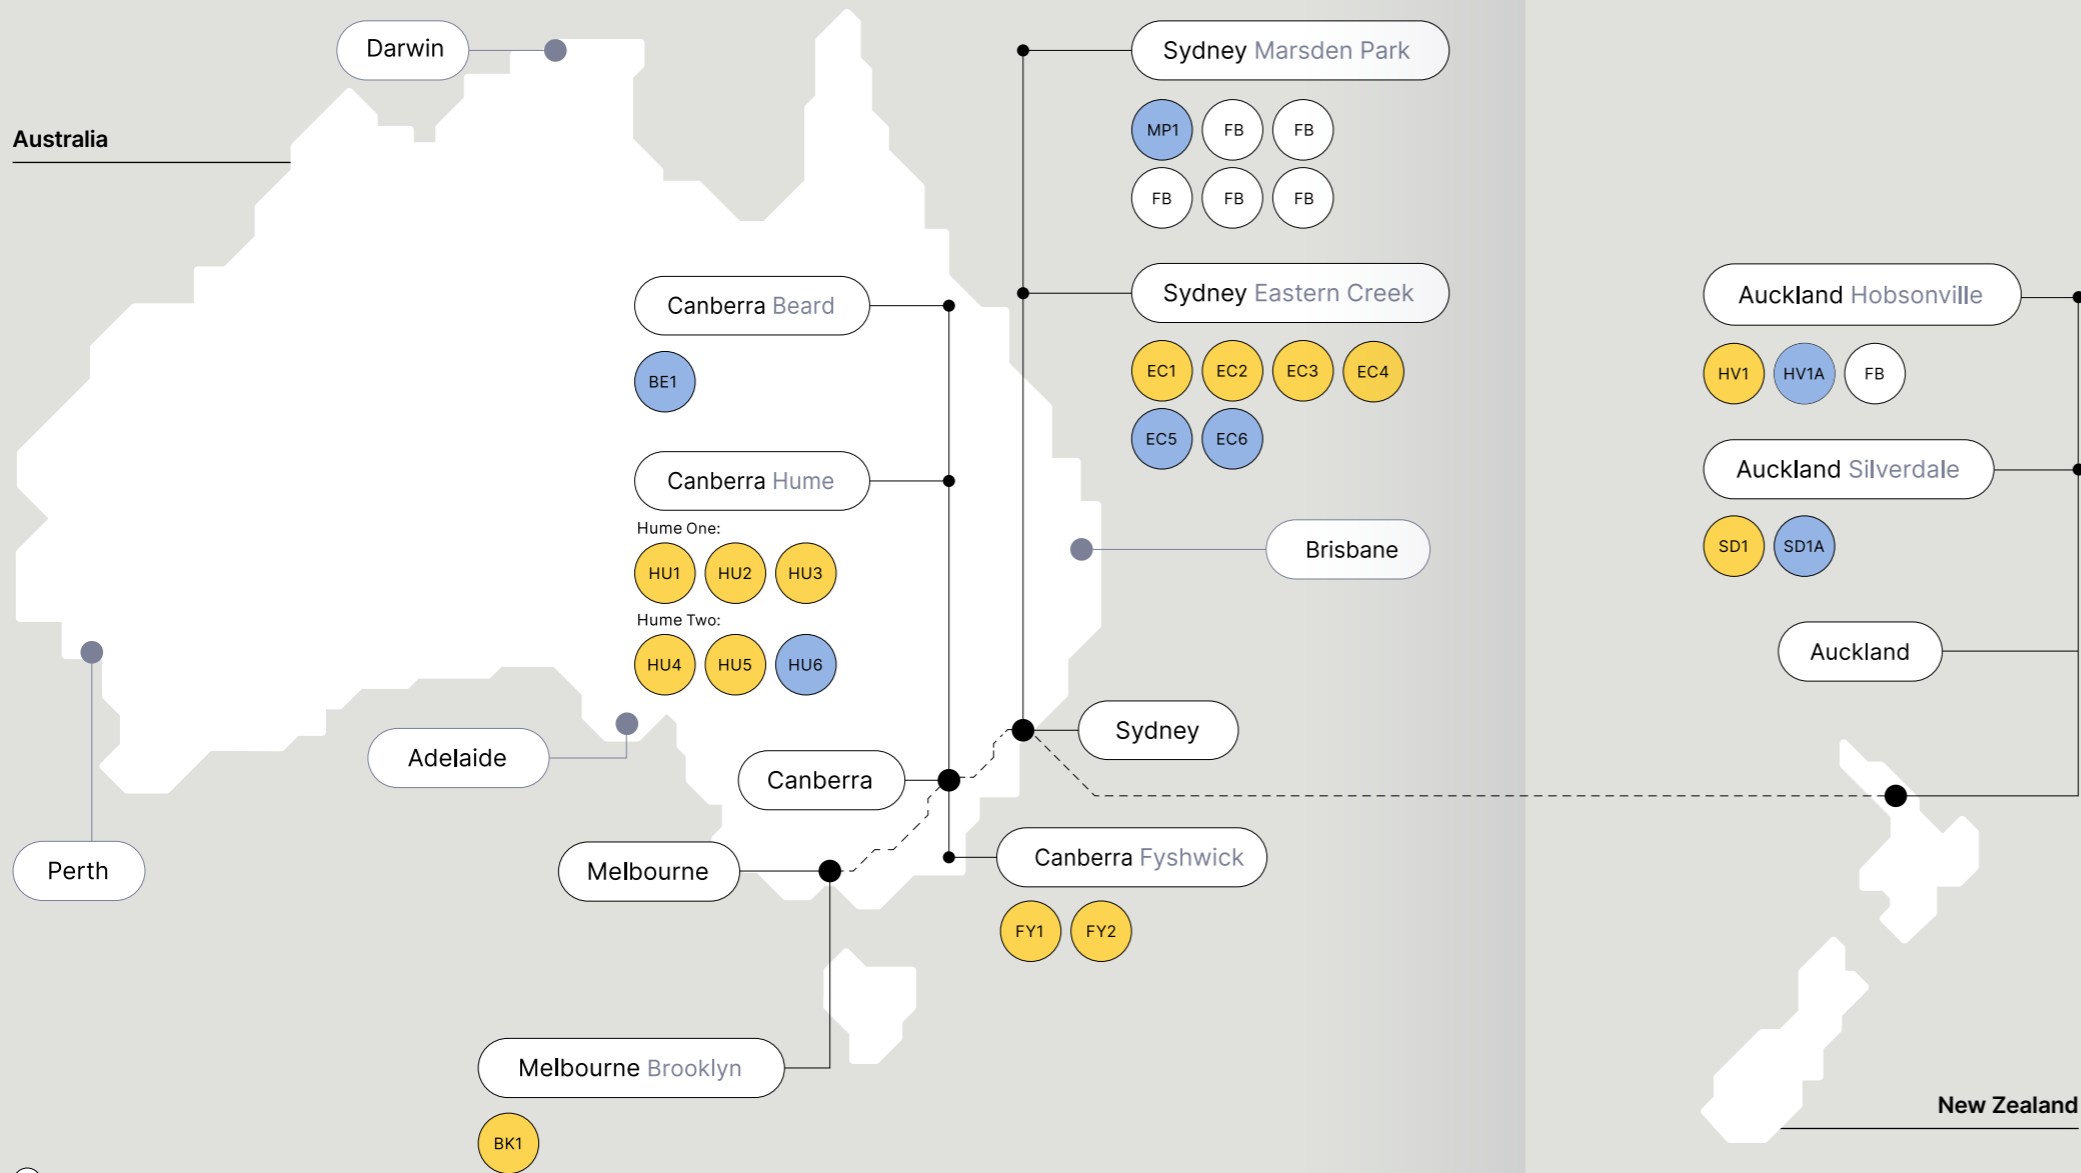 Darwin
Australia
Sydney Marsden Park
MP1 FB FB
FB FB FB
Canberra Beard
BE1
Sydney Eastern Creek
EC1 EC2 EC3 EC4
EC5 EC6
Canberra Hume
Hume One:
HU1 HU2 HU3
Hume Two:
HU4 HU5 HU6
Brisbane
Auckland Hobsonville
HV1 HV1A FB
Auckland Silverdale
SD1 SD1A
Auckland
Adelaide
Sydney
Canberra
Perth
Melbourne
Canberra Fyshwick
FY1 FY2
Melbourne Brooklyn
BK1
New Zealand